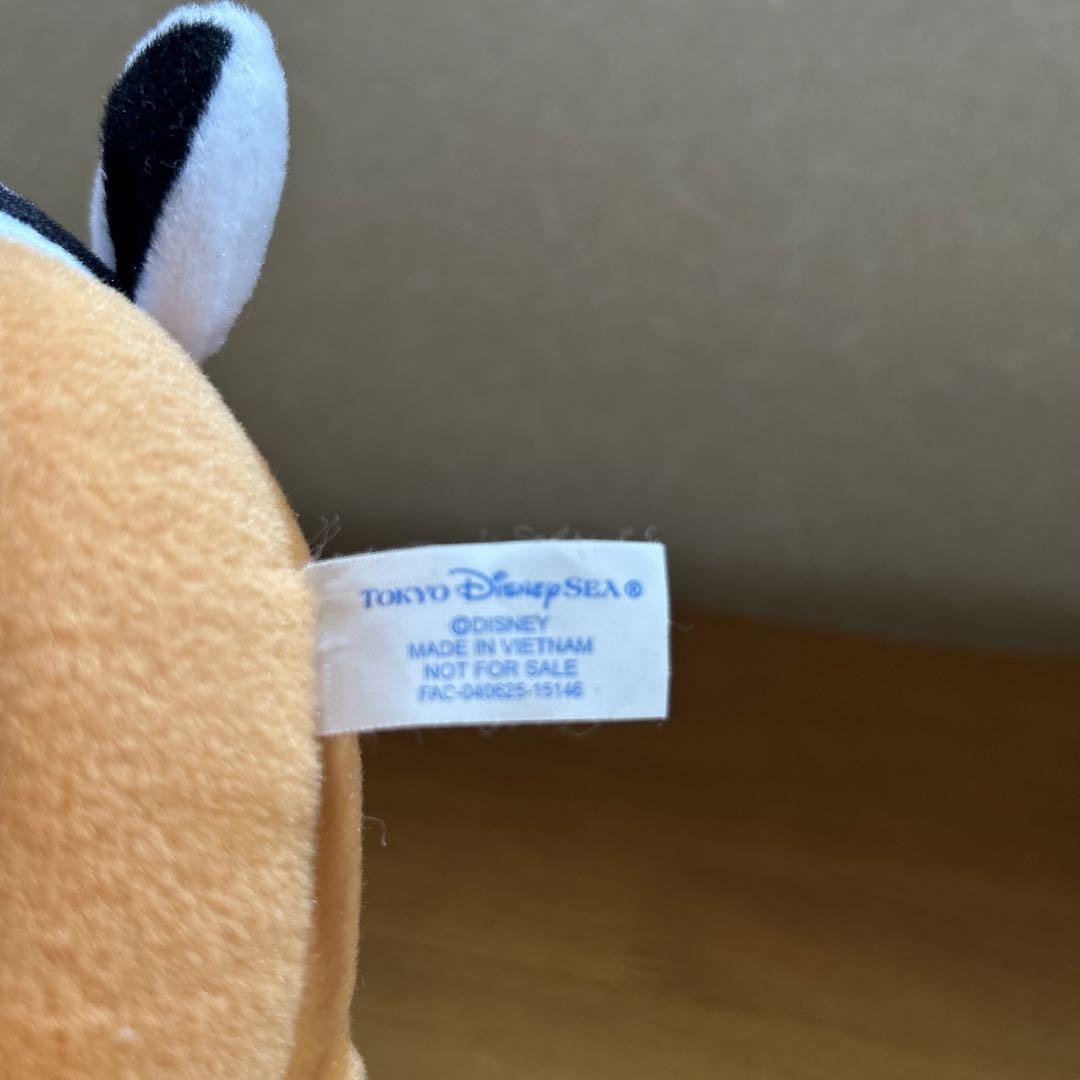 TOKYO DisneySEA®
©DISNEY
MADE IN VIETNAM
NOT FOR SALE
FAC-040625-15146